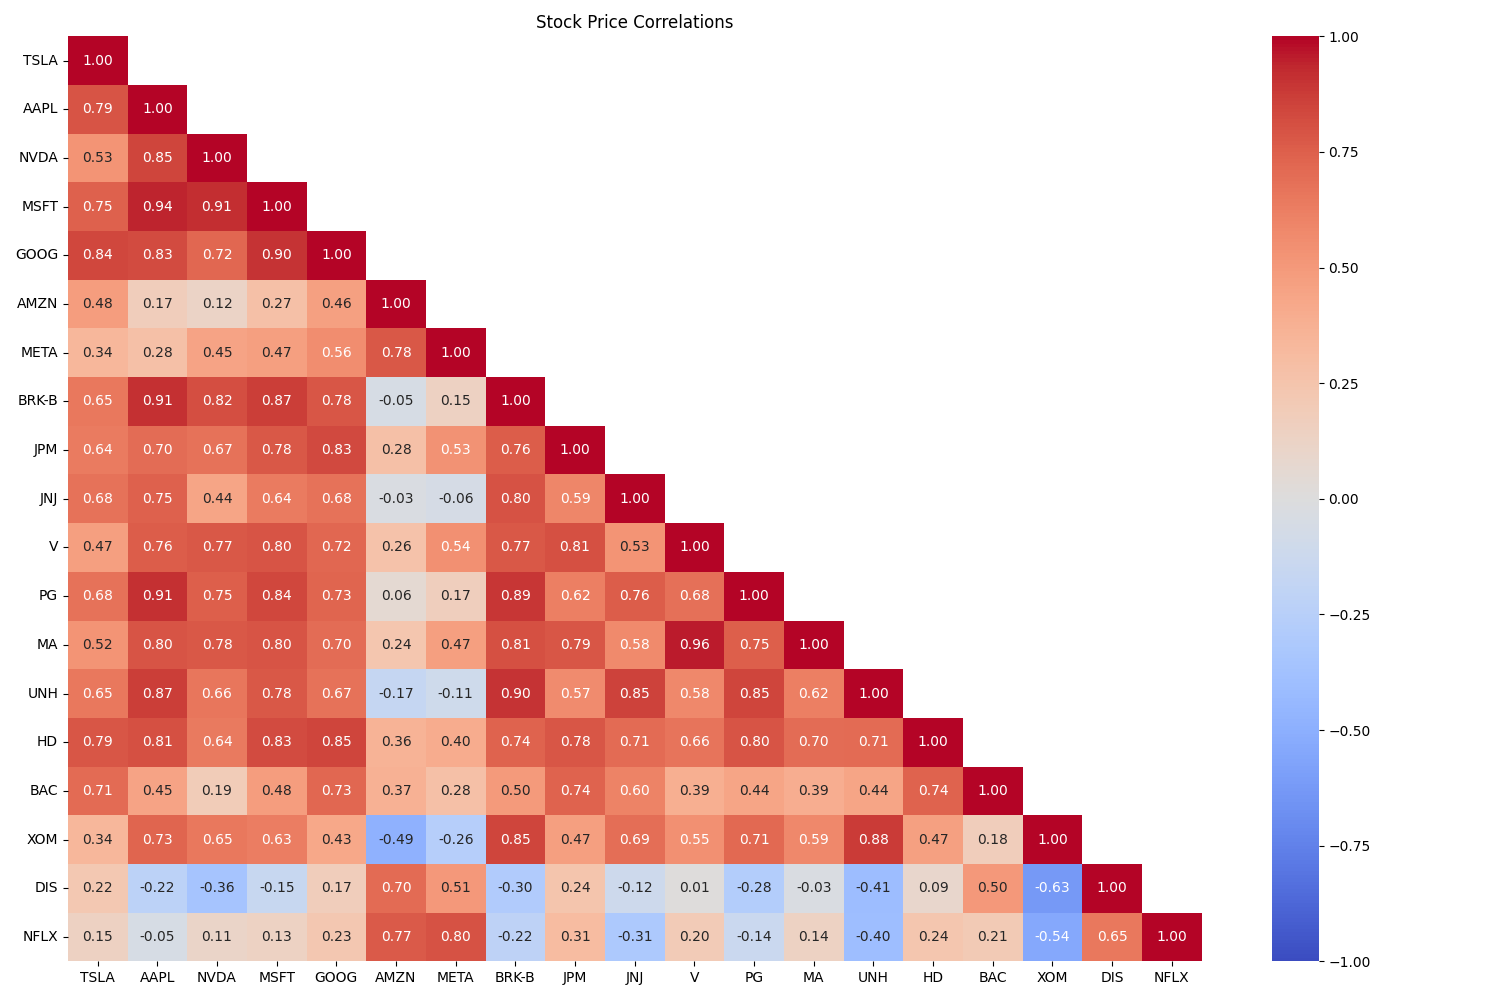 Stock Price Correlations
TSLA 1.00
AAPL 0.79 1.00
NVDA 0.53 0.85 1.00
MSFT 0.75 0.94 0.91 1.00
GOOG 0.84 0.83 0.72 0.90 1.00
AMZN 0.48 0.17 0.12 0.27 0.46 1.00
META 0.34 0.28 0.45 0.47 0.56 0.78 1.00
BRK-B 0.65 0.91 0.82 0.87 0.78 -0.05 0.15 1.00
JPM 0.64 0.70 0.67 0.78 0.83 0.28 0.53 0.76 1.00
JNJ 0.68 0.75 0.44 0.64 0.68 -0.03 -0.06 0.80 0.59 1.00
V 0.47 0.76 0.77 0.80 0.72 0.26 0.54 0.77 0.81 0.53 1.00
PG 0.68 0.91 0.75 0.84 0.73 0.06 0.17 0.89 0.62 0.76 0.68 1.00
MA 0.52 0.80 0.78 0.80 0.70 0.24 0.47 0.81 0.79 0.58 0.96 0.75 1.00
UNH 0.65 0.87 0.66 0.78 0.67 -0.17 -0.11 0.90 0.57 0.85 0.58 0.85 0.62 1.00
HD 0.79 0.81 0.64 0.83 0.85 0.36 0.40 0.74 0.78 0.71 0.66 0.80 0.70 0.71 1.00
BAC 0.71 0.45 0.19 0.48 0.73 0.37 0.28 0.50 0.74 0.60 0.39 0.44 0.39 0.44 0.74 1.00
XOM 0.34 0.73 0.65 0.63 0.43 -0.49 -0.26 0.85 0.47 0.69 0.55 0.71 0.59 0.88 0.47 0.18 1.00
DIS 0.22 -0.22 -0.36 -0.15 0.17 0.70 0.51 -0.30 0.24 -0.12 0.01 -0.28 -0.03 -0.41 0.09 0.50 -0.63 1.00
NFLX 0.15 -0.05 0.11 0.13 0.23 0.77 0.80 -0.22 0.31 -0.31 0.20 -0.14 0.14 -0.40 0.24 0.21 -0.54 0.65 1.00
TSLA AAPL NVDA MSFT GOOG AMZN META BRK-B JPM JNJ V PG MA UNH HD BAC XOM DIS NFLX
1.00
0.75
0.50
0.25
0.00
−0.25
−0.50
−0.75
−1.00